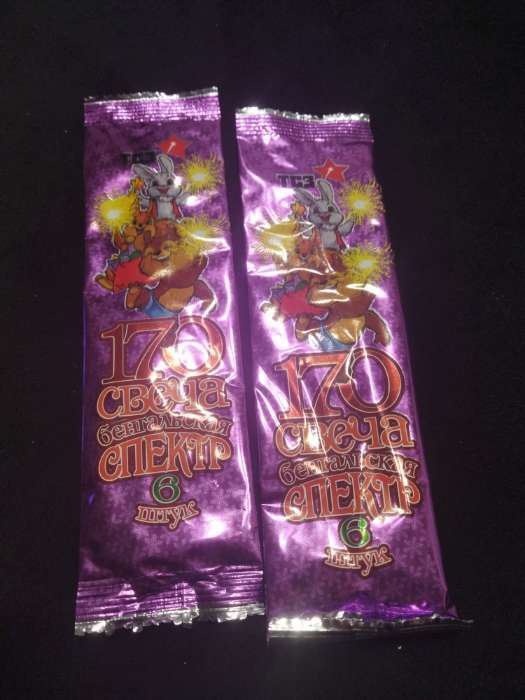 ТСЗ
170
СВЕЧА
бенгальская
СПЕКТР
6
штук
ТСЗ
170
СВЕЧА
бенгальская
СПЕКТР
6
штук